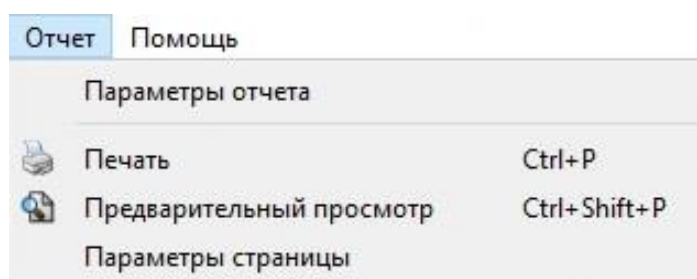 Отчет Помощь
Параметры отчета
Печать Ctrl+P
Предварительный просмотр Ctrl+Shift+P
Параметры страницы